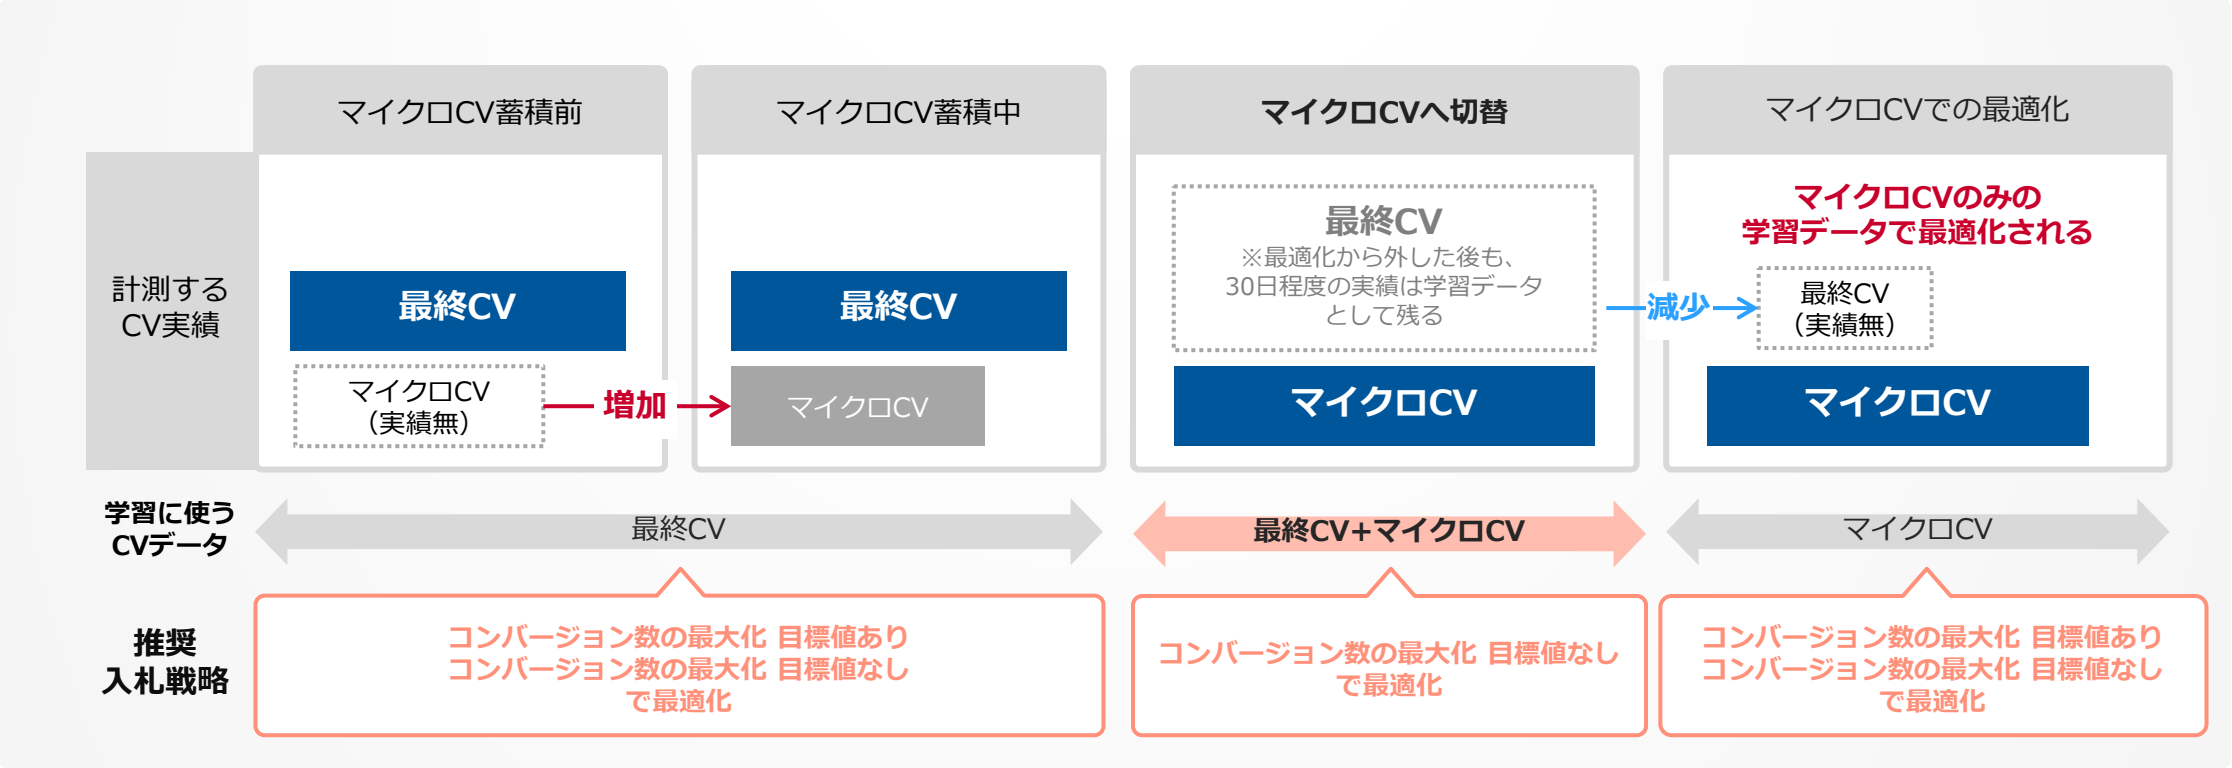 マイクロCV蓄積前
マイクロCV蓄積中
マイクロCVへ切替
マイクロCVでの最適化
計測する
CV実績
最終CV
マイクロCV
（実績無）
増加
最終CV
マイクロCV
最終CV
※最適化から外した後も、
30日程度の実績は学習データ
として残る
マイクロCV
減少
マイクロCVのみの
学習データで最適化される
最終CV
（実績無）
マイクロCV
学習に使う
CVデータ
最終CV
最終CV+マイクロCV
マイクロCV
推奨
入札戦略
コンバージョン数の最大化 目標値あり
コンバージョン数の最大化 目標値なし
で最適化
コンバージョン数の最大化 目標値なし
で最適化
コンバージョン数の最大化 目標値あり
コンバージョン数の最大化 目標値なし
で最適化